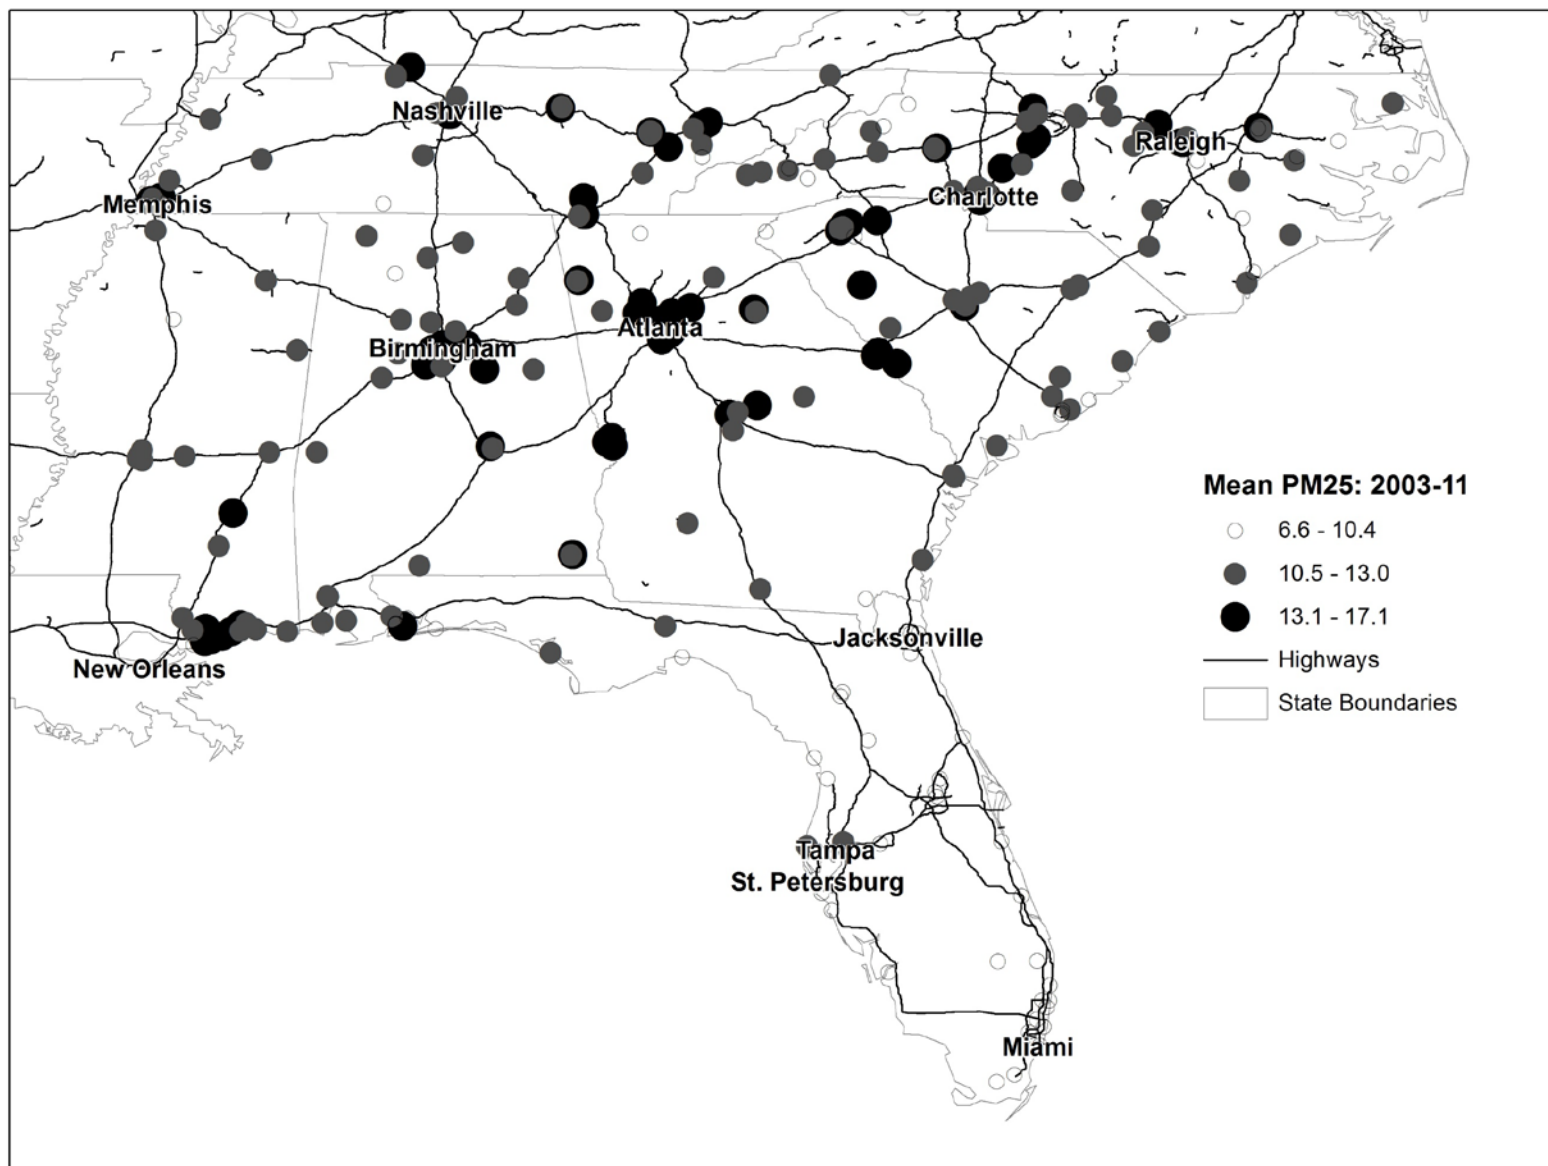 Nashville
Raleigh
Memphis
Charlotte
Atlanta
Birmingham
Mean PM25: 2003-11
6.6 - 10.4
10.5 - 13.0
13.1 - 17.1
Highways
State Boundaries
Jacksonville
New Orleans
Tampa
St. Petersburg
Miami